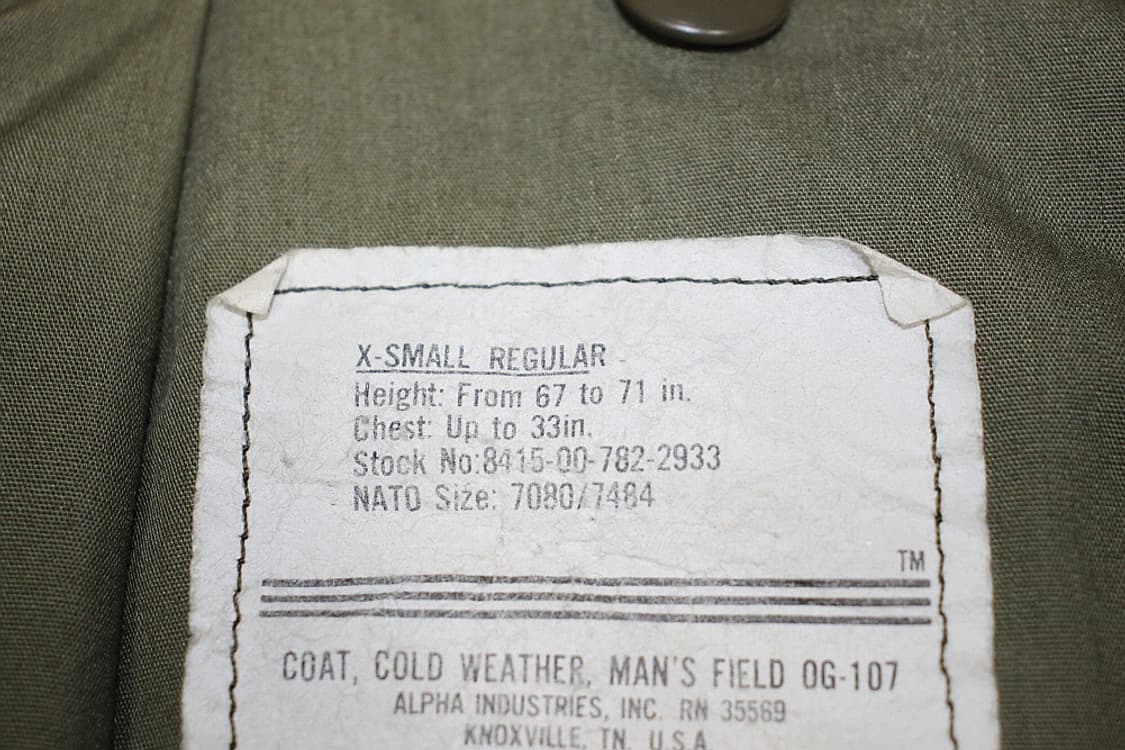 X-SMALL REGULAR
Height: From 67 to 71 in.
Chest: Up to 33in.
Stock No:8415-00-782-2933
NATO Size: 7080/7484
TM
COAT, COLD WEATHER, MAN'S FIELD OG-107
ALPHA INDUSTRIES, INC. RN 35569
KNOXVILLE, TN, U.S.A